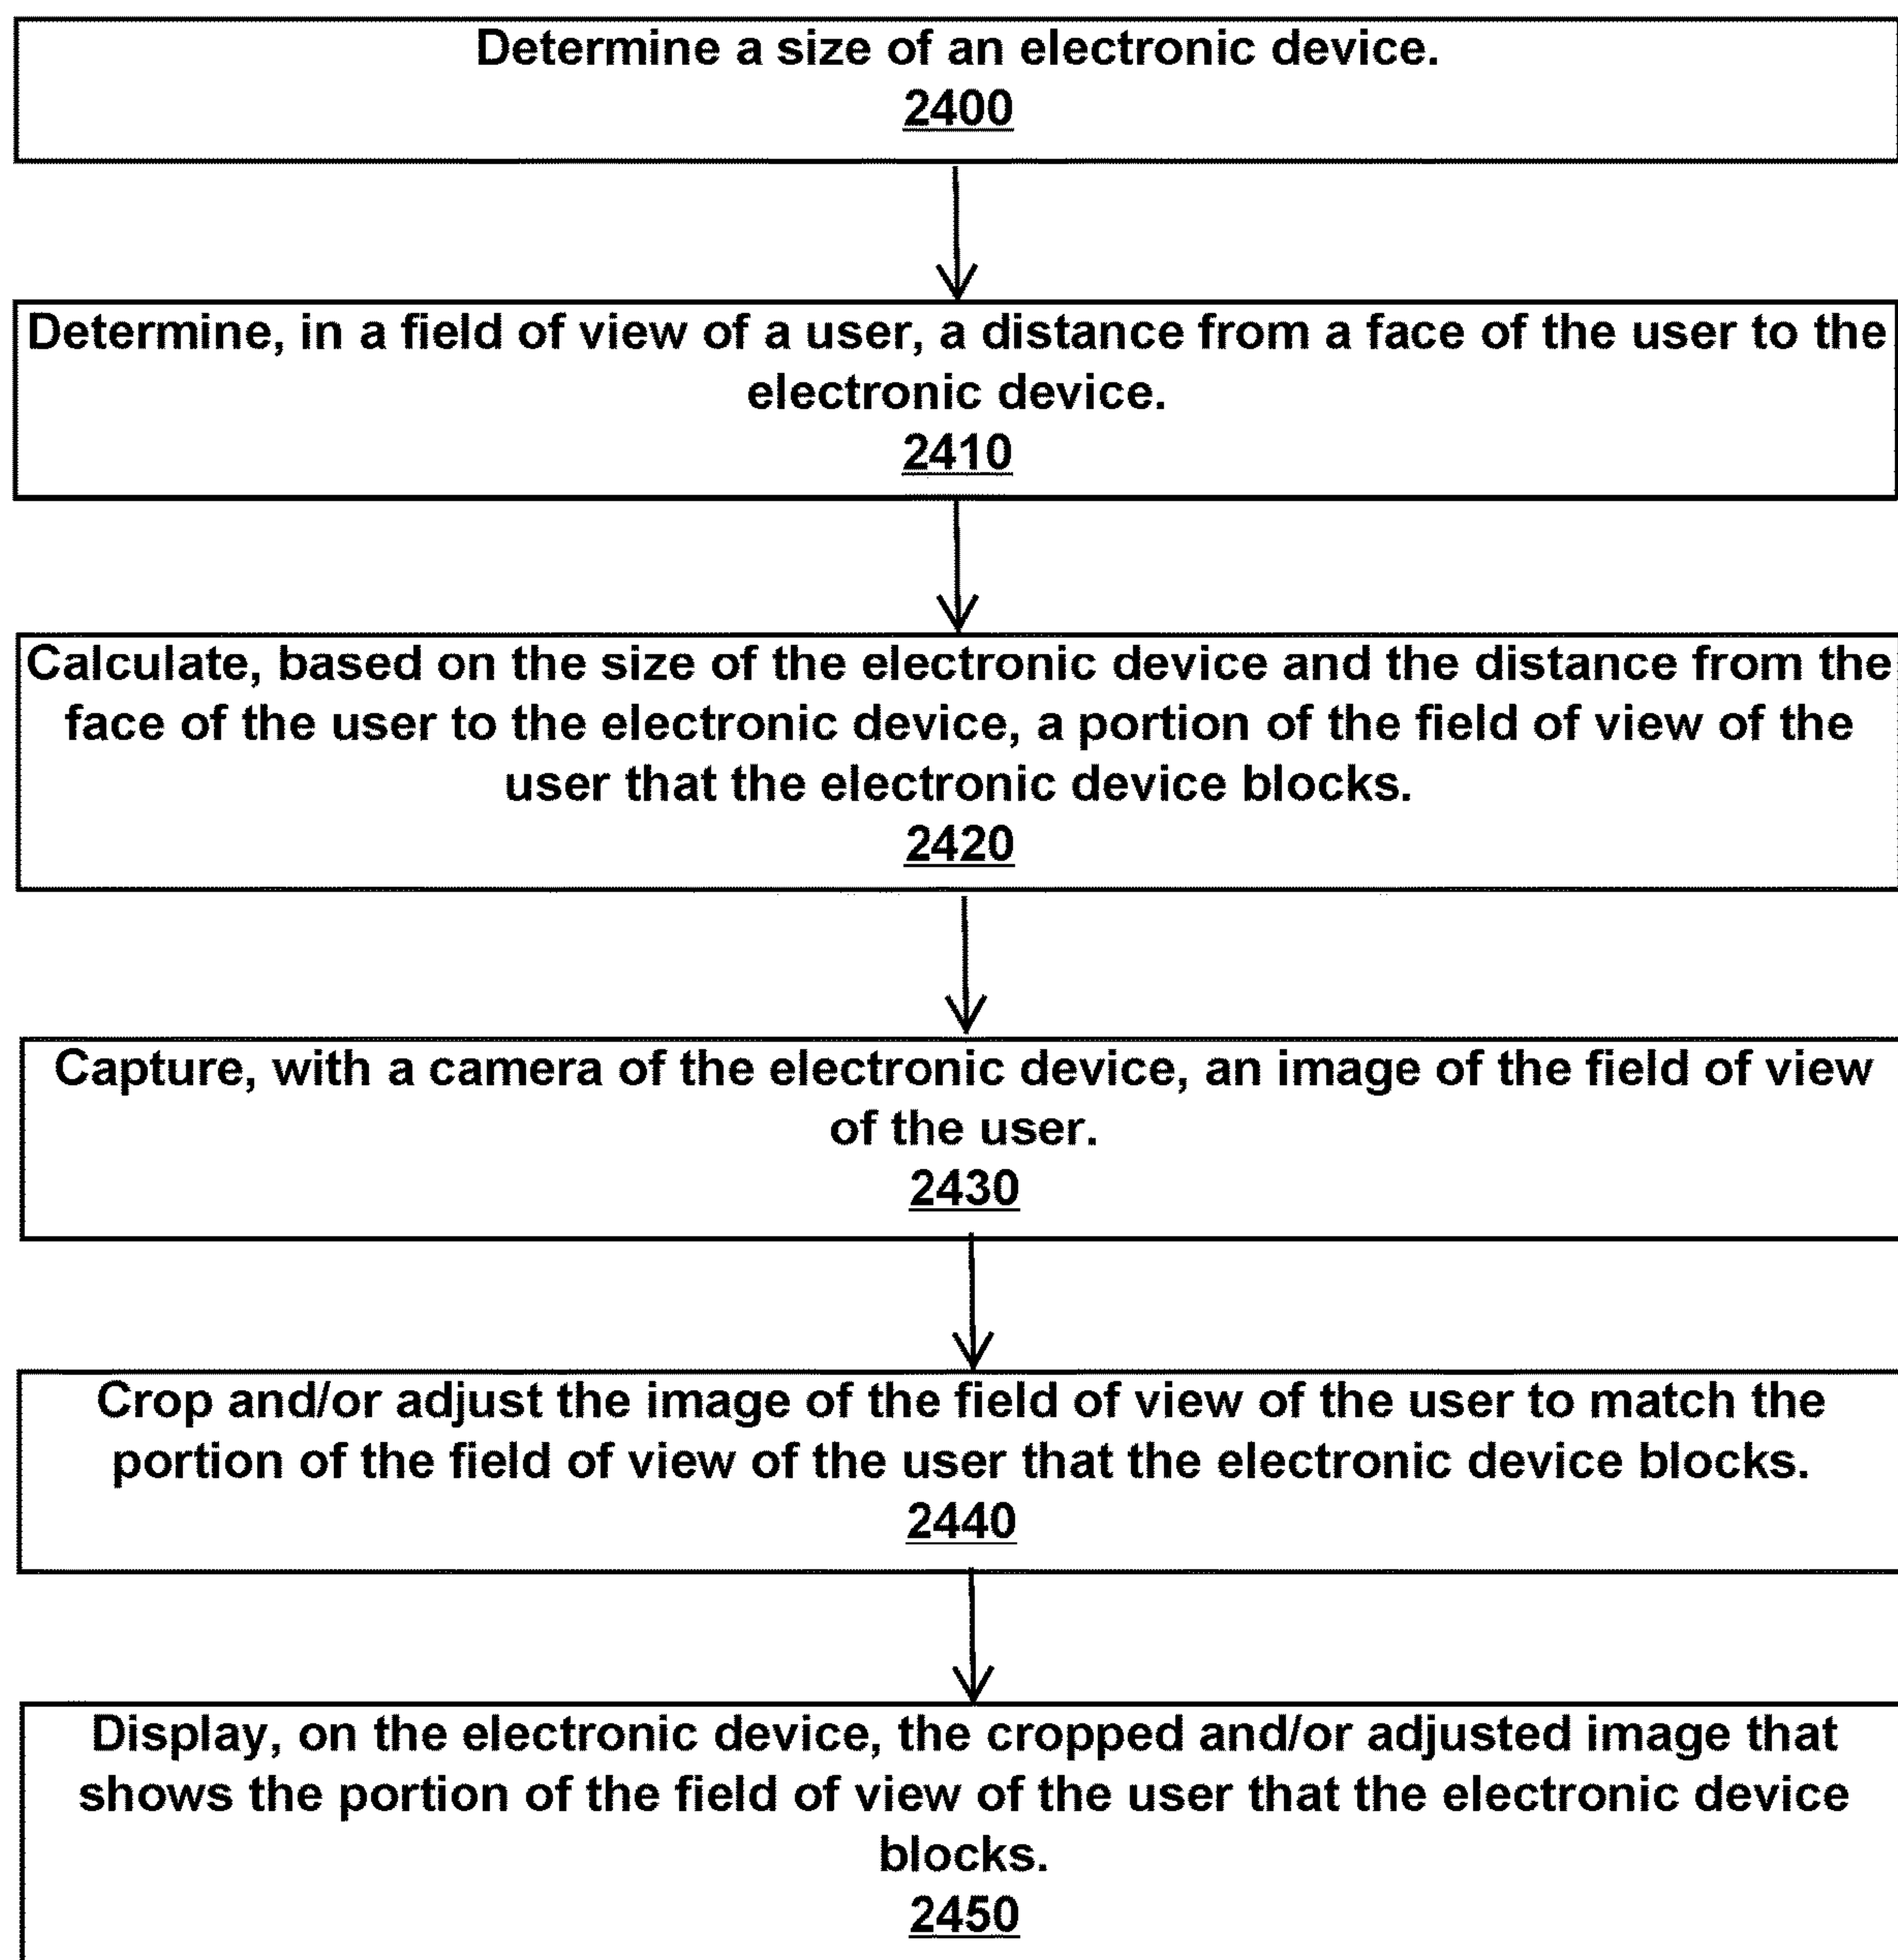 Determine a size of an electronic device.
2400
Determine, in a field of view of a user, a distance from a face of the user to the
electronic device.
2410
Calculate, based on the size of the electronic device and the distance from the
face of the user to the electronic device, a portion of the field of view of the
user that the electronic device blocks.
2420
Capture, with a camera of the electronic device, an image of the field of view
of the user.
2430
Crop and/or adjust the image of the field of view of the user to match the
portion of the field of view of the user that the electronic device blocks.
2440
Display, on the electronic device, the cropped and/or adjusted image that
shows the portion of the field of view of the user that the electronic device
blocks.
2450